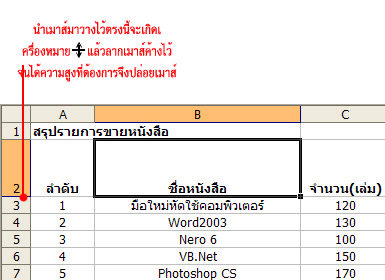 นำเมาส์มาวางไว้ตรงนี้จะเกิดเ
ครื่องหมาย แล้วลากเมาส์ค้างไว้
จนได้ความสูงที่ต้องการจึงปล่อยเมาส์
A B C
1 สรุปรายการขายหนังสือ
2 ลำดับ ชื่อหนังสือ จำนวน(เล่ม)
3 1 มือใหม่หัดใช้คอมพิวเตอร์ 120
4 2 Word2003 130
5 3 Nero 6 100
6 4 VB.Net 150
7 5 Photoshop CS 170